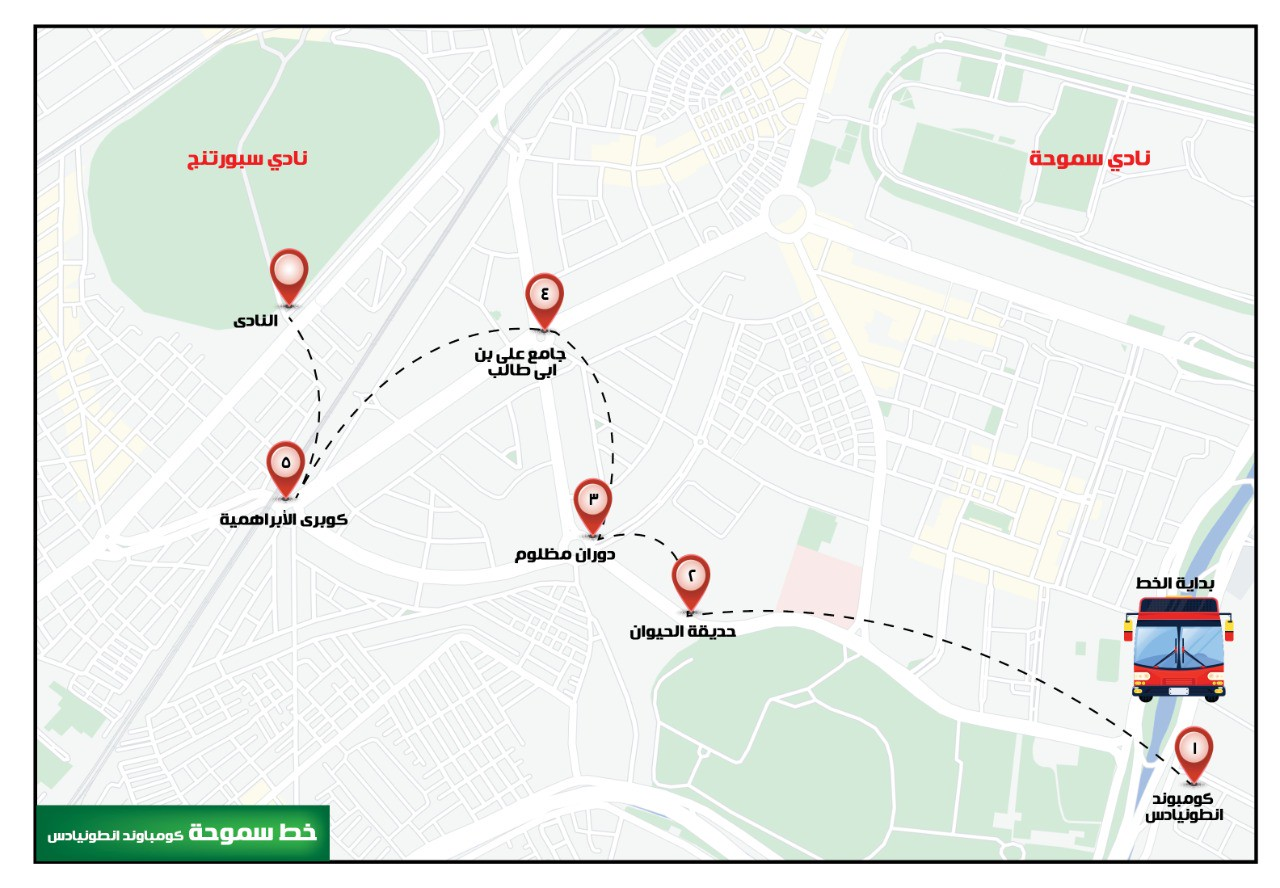 نادي سبورتنج
نادي سموحة
٤
النادى
جامع على بن
ابى طالب
٥
كوبرى الأبراهمية
٣
دوران مظلوم
٢
حديقة الحيوان
بداية الخط
١
كومبوند
انطونيادس
خط سموحة كومباوند انطونيادس